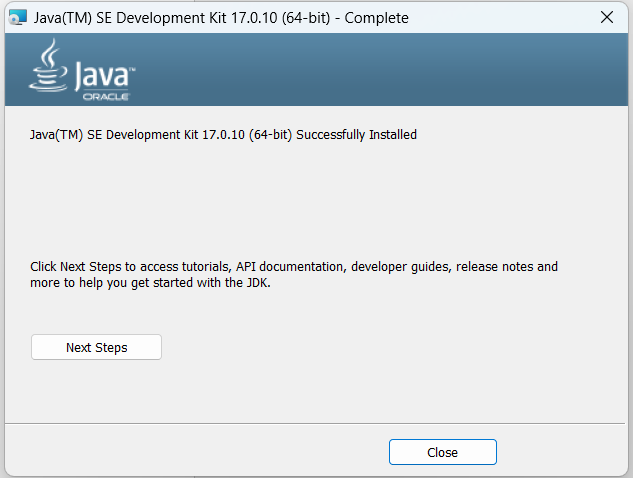 Java(TM) SE Development Kit 17.0.10 (64-bit) - Complete
Java™
ORACLE
Java(TM) SE Development Kit 17.0.10 (64-bit) Successfully Installed
Click Next Steps to access tutorials, API documentation, developer guides, release notes and
more to help you get started with the JDK.
Next Steps
Close